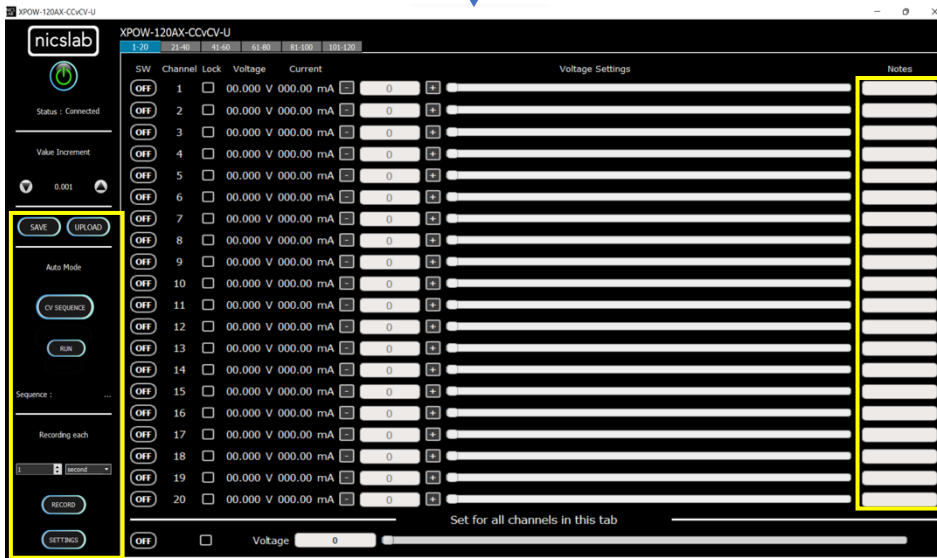 XPOW-120AX-CCvCV-U
nicslab
Status : Connected
Value Increment
0.001
SAVE UPLOAD
Auto Mode
CV SEQUENCE
RUN
Sequence : ...
Recording each
1 second
RECORD
SETTINGS
XPOW-120AX-CCvCV-U
1-20 21-40 41-60 61-80 81-100 101-120
SW Channel Lock Voltage Current Voltage Settings Notes
OFF 1 00.000 V 000.00 mA - 0 +
OFF 2 00.000 V 000.00 mA - 0 +
OFF 3 00.000 V 000.00 mA - 0 +
OFF 4 00.000 V 000.00 mA - 0 +
OFF 5 00.000 V 000.00 mA - 0 +
OFF 6 00.000 V 000.00 mA - 0 +
OFF 7 00.000 V 000.00 mA - 0 +
OFF 8 00.000 V 000.00 mA - 0 +
OFF 9 00.000 V 000.00 mA - 0 +
OFF 10 00.000 V 000.00 mA - 0 +
OFF 11 00.000 V 000.00 mA - 0 +
OFF 12 00.000 V 000.00 mA - 0 +
OFF 13 00.000 V 000.00 mA - 0 +
OFF 14 00.000 V 000.00 mA - 0 +
OFF 15 00.000 V 000.00 mA - 0 +
OFF 16 00.000 V 000.00 mA - 0 +
OFF 17 00.000 V 000.00 mA - 0 +
OFF 18 00.000 V 000.00 mA - 0 +
OFF 19 00.000 V 000.00 mA - 0 +
OFF 20 00.000 V 000.00 mA - 0 +
Set for all channels in this tab
OFF Voltage 0